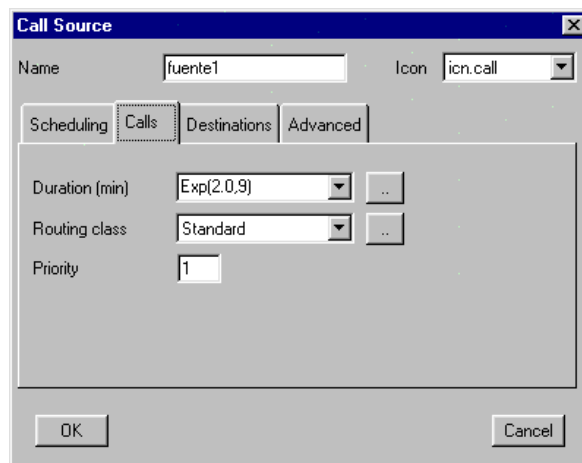 Call Source
Name fuente1 Icon icn.call
Scheduling Calls Destinations Advanced
Duration (min) Exp(2.0,9) ..
Routing class Standard ..
Priority 1
OK Cancel